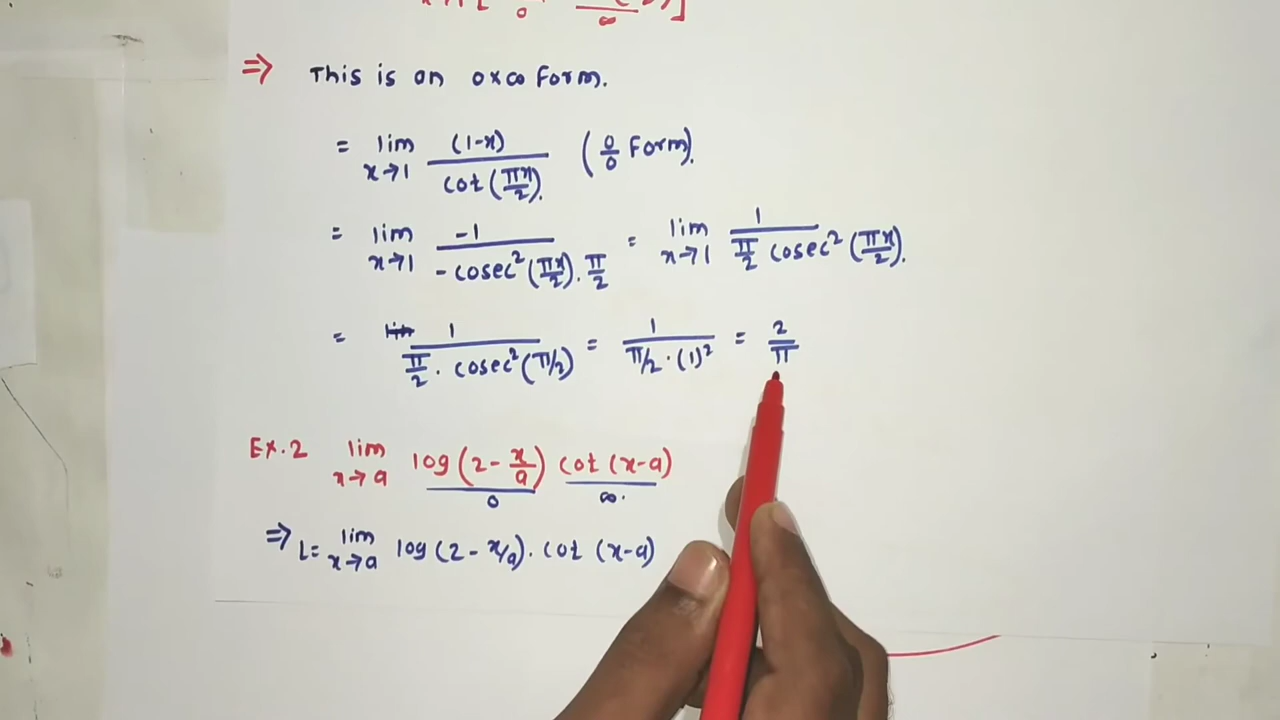 0 ∞
⇒ This is an 0×∞ Form.
= lim x→1 (1-x) / cot(πx/2). (0/0 Form).
= lim x→1 -1 / -cosec²(πx/2).π/2 = lim x→1 1 / π/2 cosec²(πx/2).
= 1 / π/2 . cosec²(π/2) = 1 / π/2 . (1)² = 2/π
Ex.2 lim x→a log(2 - x/a) cot (x-a)
0 ∞.
⇒ L= lim x→a log(2 - x/a). cot (x-a)